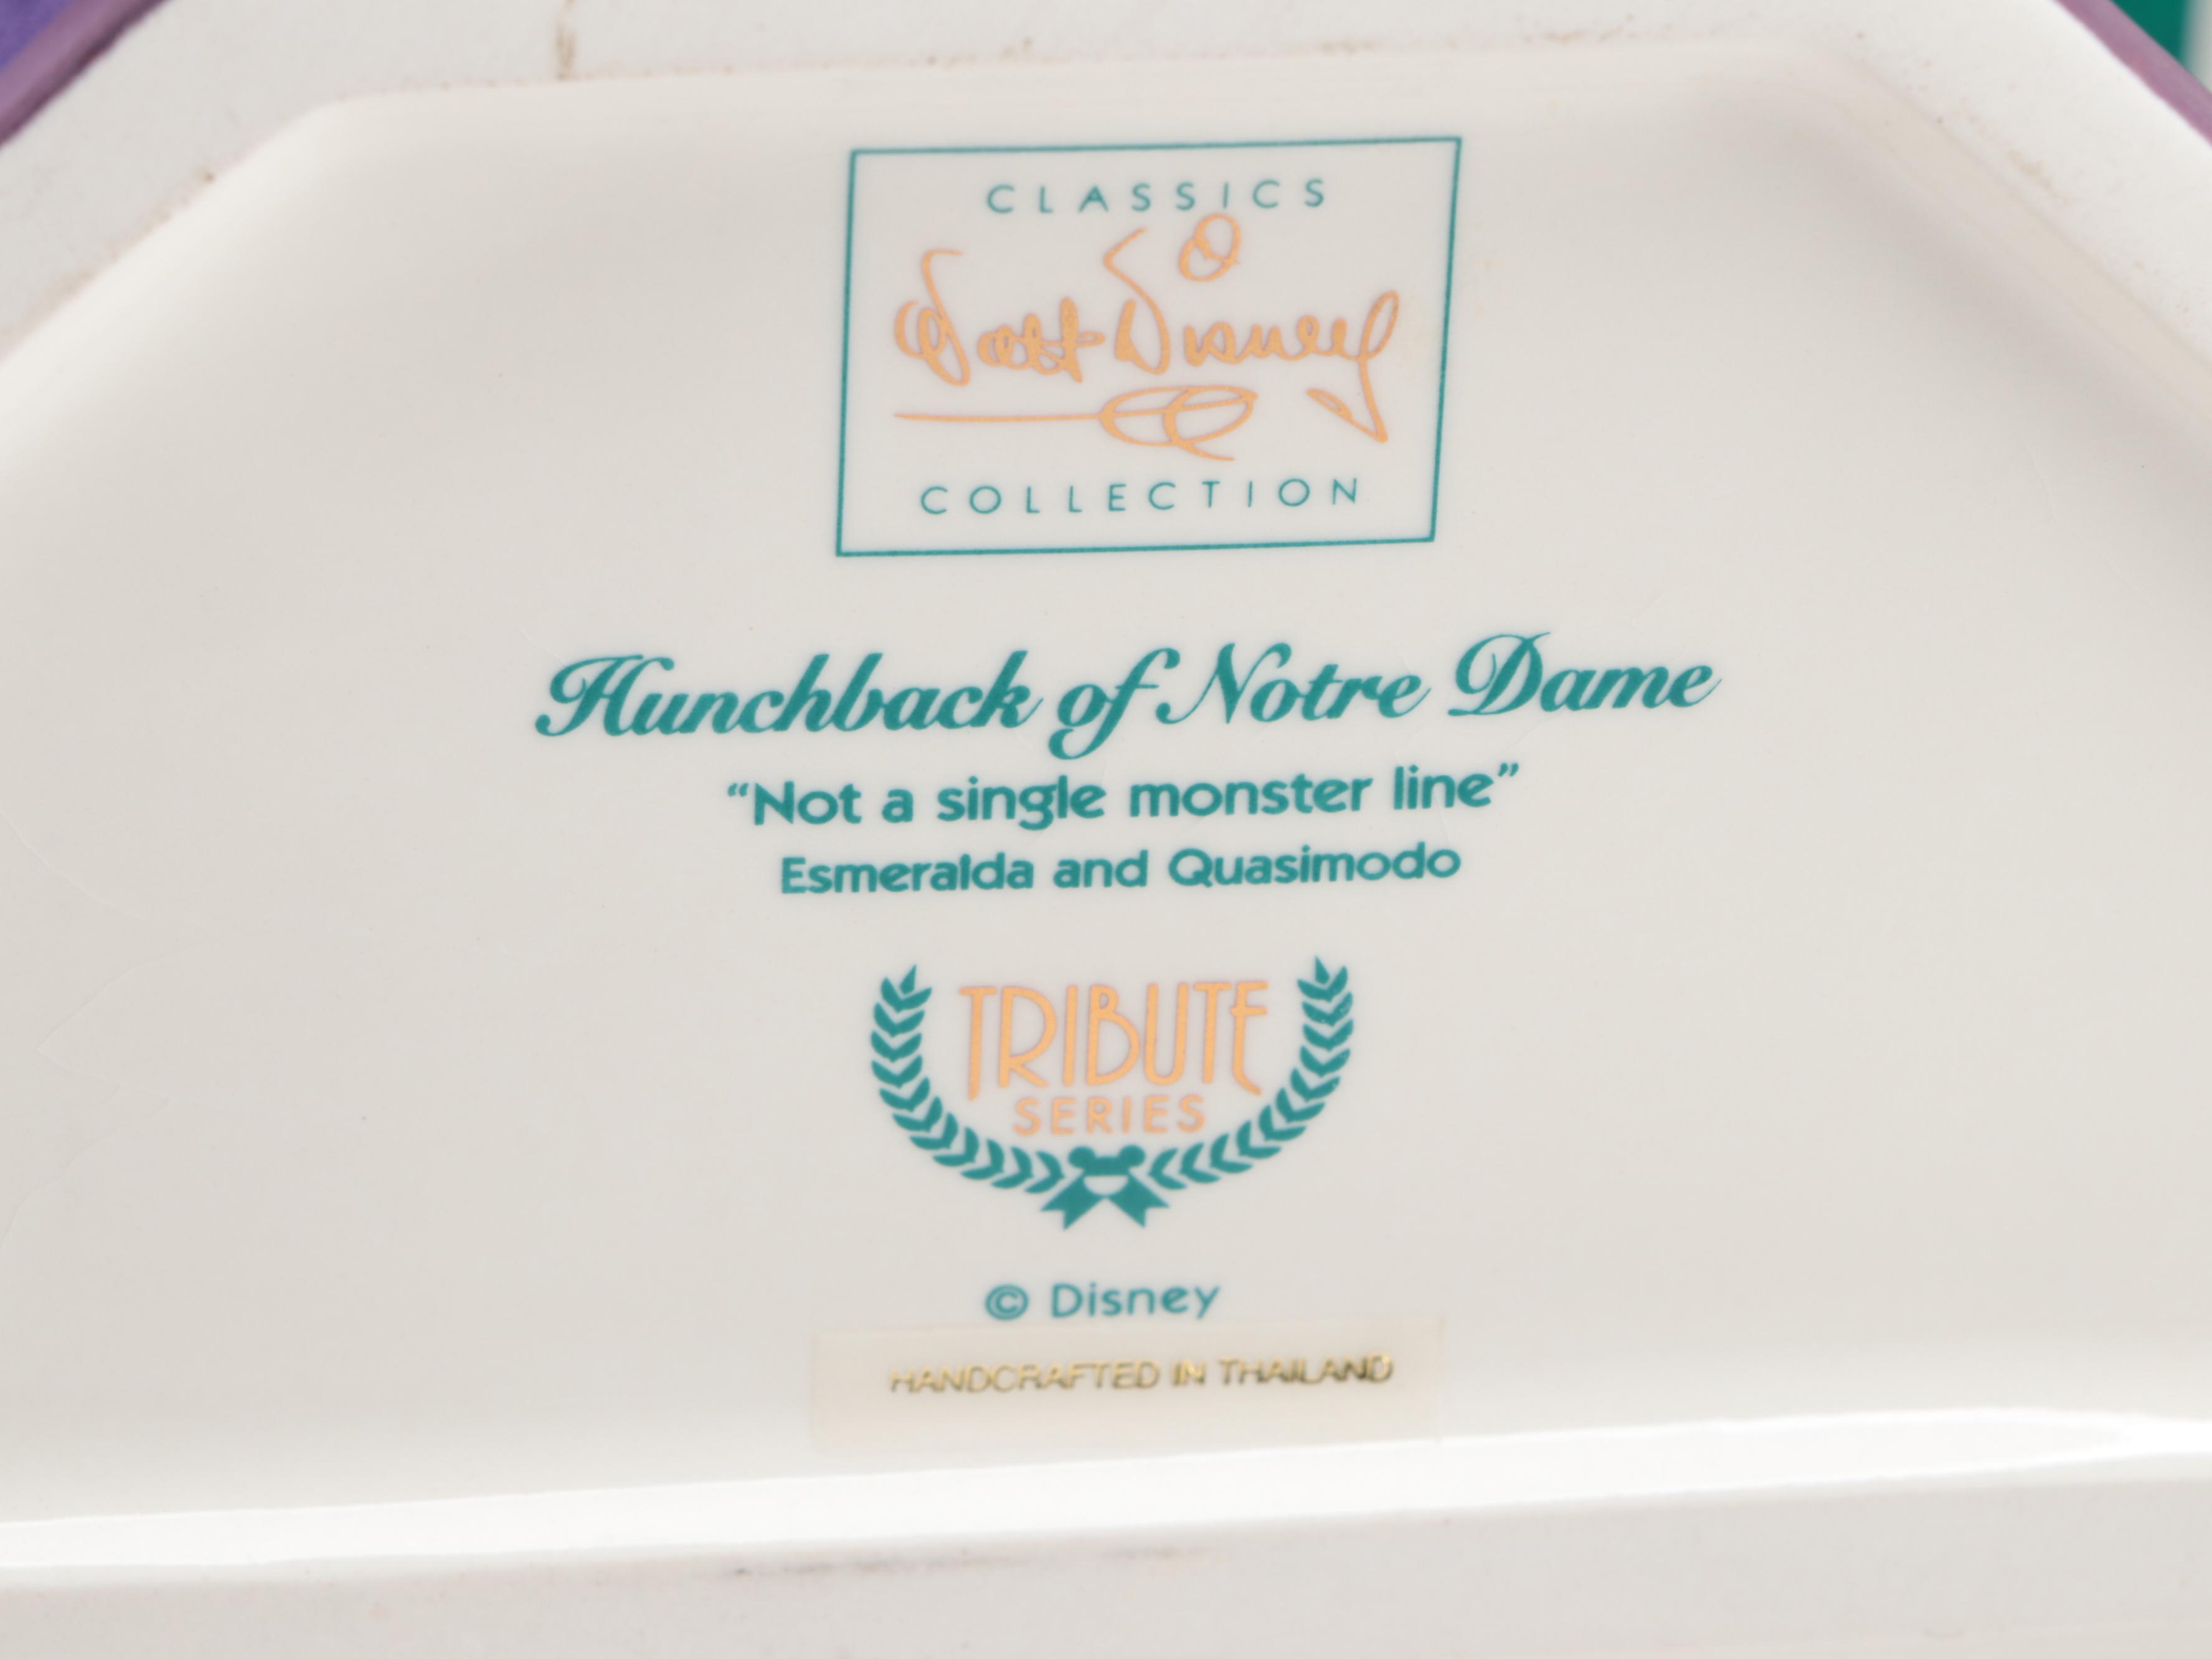 CLASSICS
Walt Disney
COLLECTION
Hunchback of Notre Dame
“Not a single monster line”
Esmeralda and Quasimodo
TRIBUTE
SERIES
© Disney
HANDCRAFTED IN THAILAND